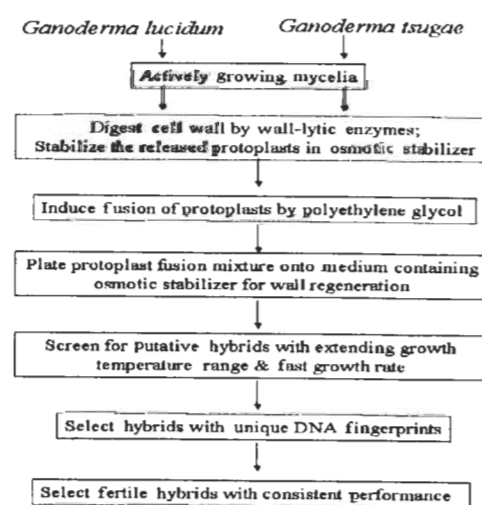 Ganoderma lucidum Ganoderma tsugae
Actively growing mycelia
Digest cell wall by wall-lytic enzymes;
Stabilize the released protoplasts in osmotic stabilizer
Induce fusion of protoplasts by polyethylene glycol
Plate protoplast fusion mixture onto medium containing
osmotic stabilizer for wall regeneration
Screen for putative hybrids with extending growth
temperature range & fast growth rate
Select hybrids with unique DNA fingerprints
Select fertile hybrids with consistent performance